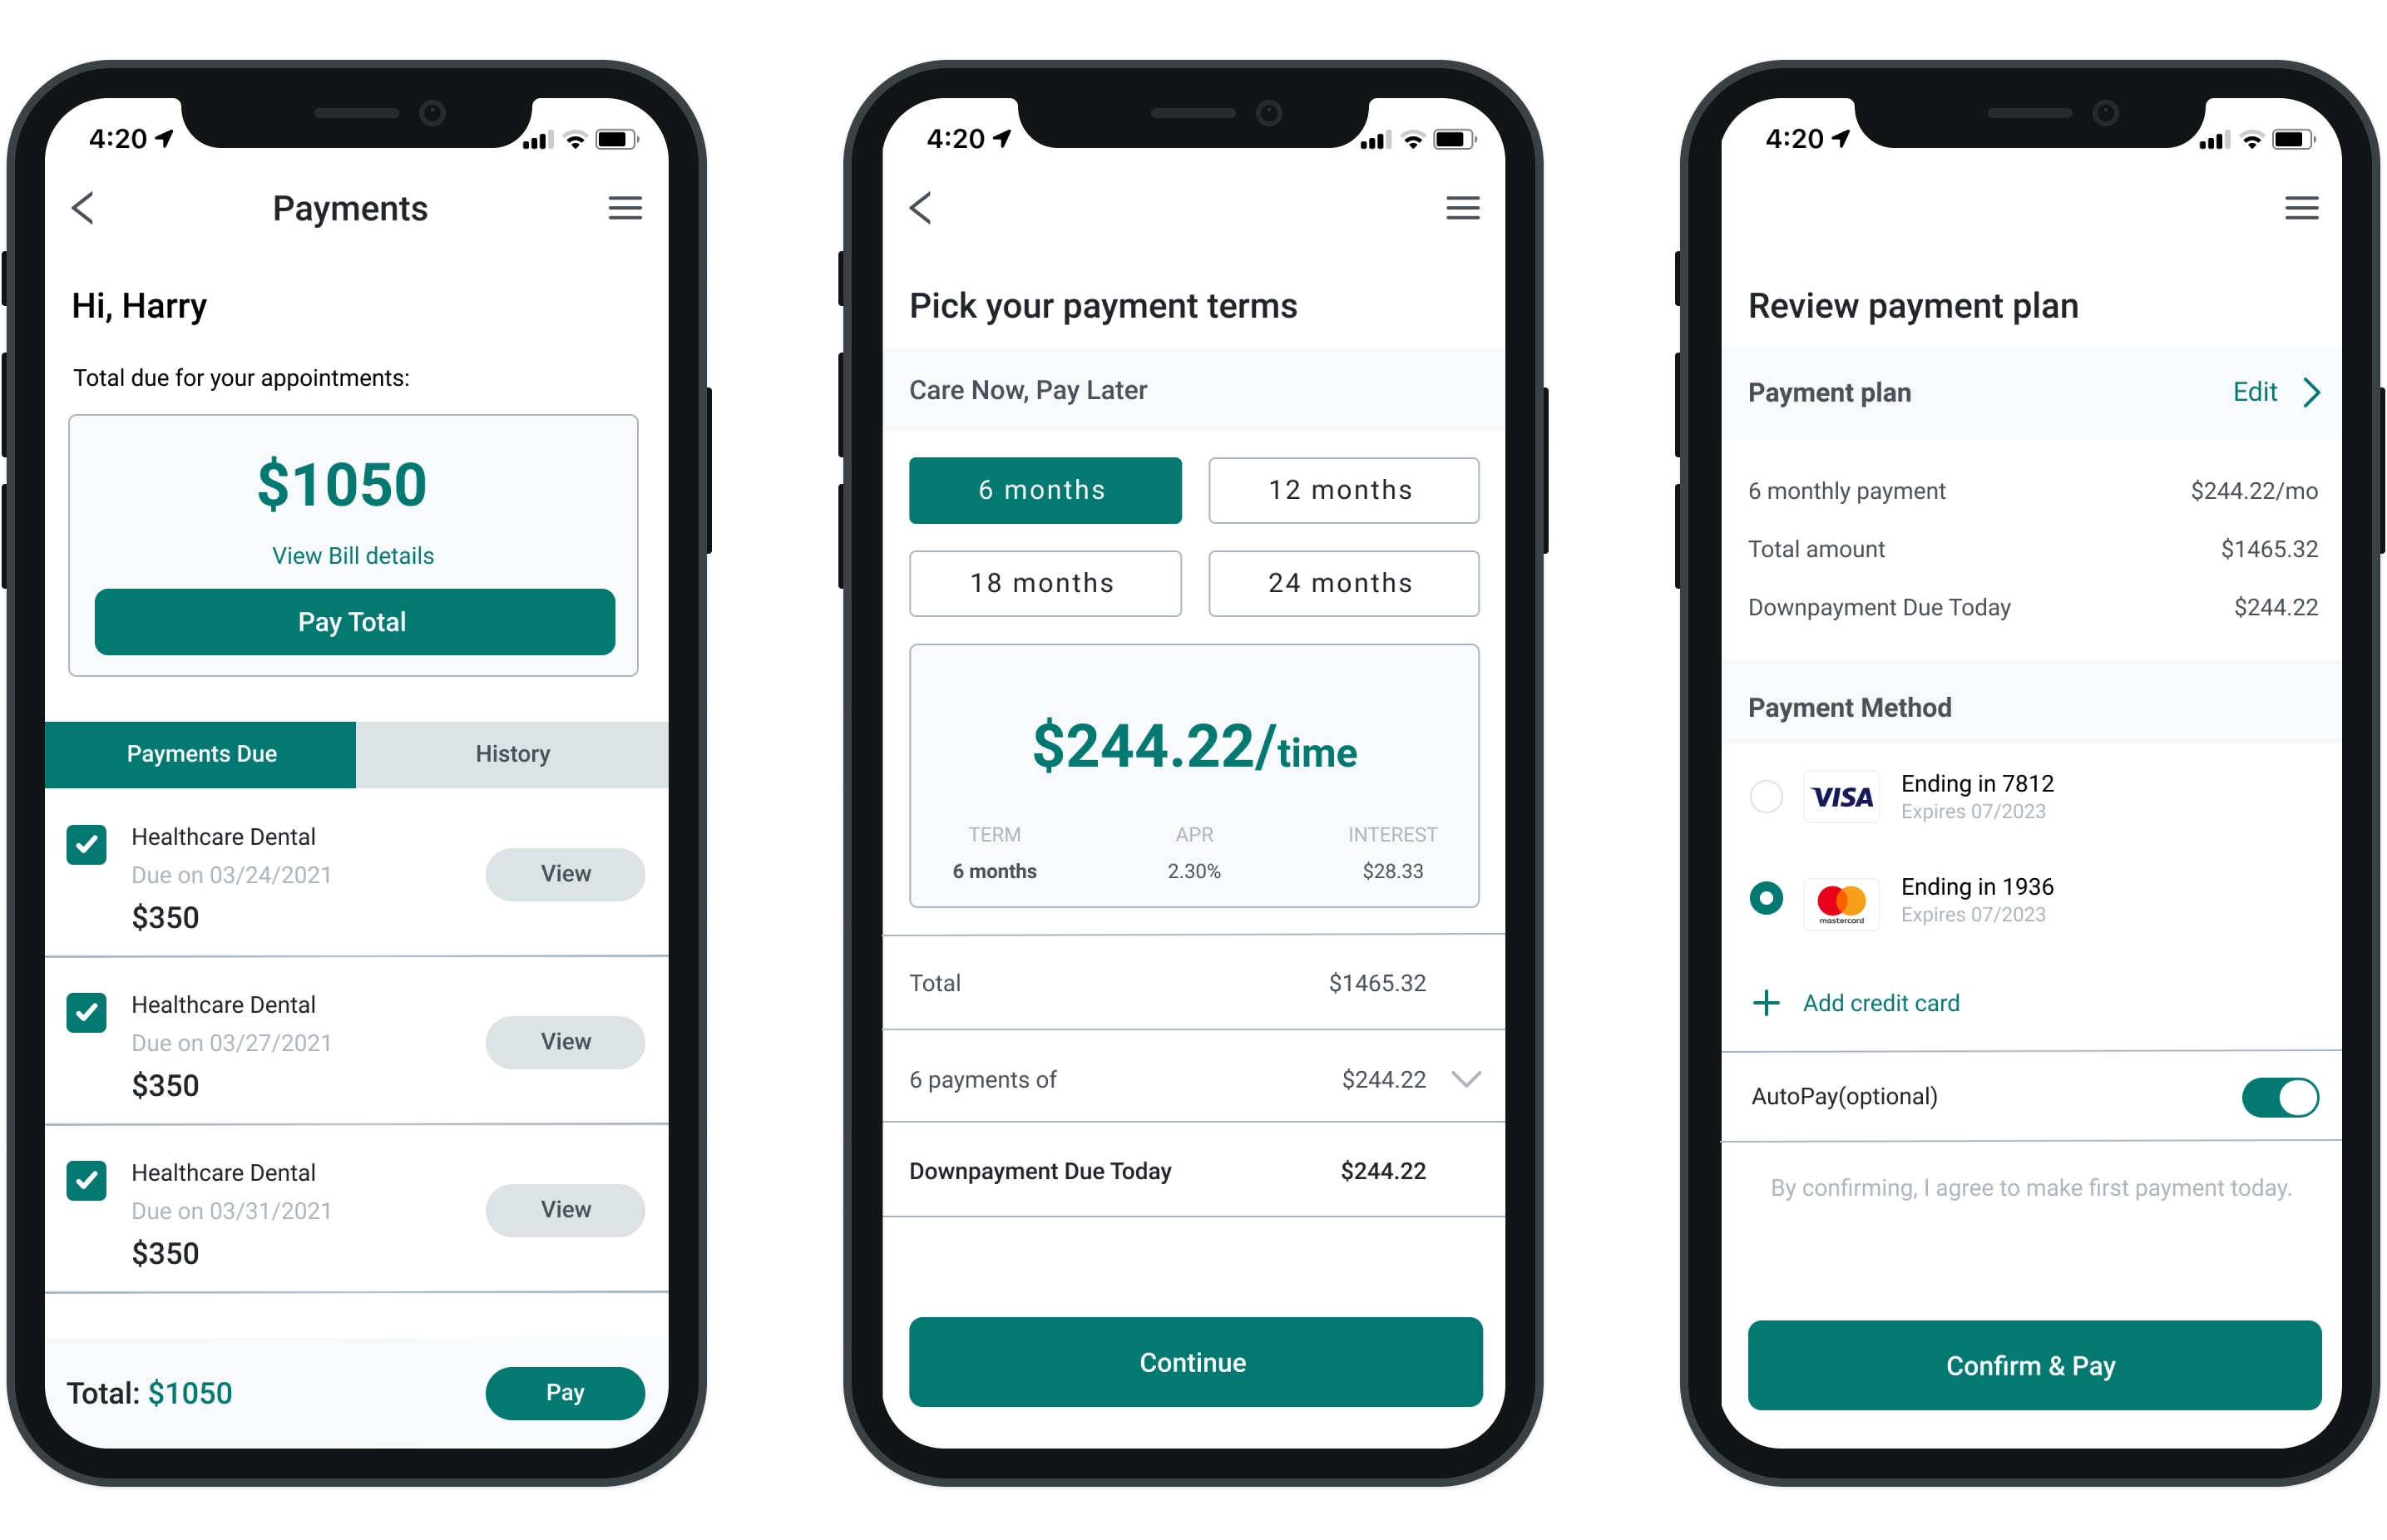 4:20
Payments
Hi, Harry
Total due for your appointments:
$1050
View Bill details
Pay Total
Payments Due
History
Healthcare Dental
Due on 03/24/2021
$350
View
Healthcare Dental
Due on 03/27/2021
$350
View
Healthcare Dental
Due on 03/31/2021
$350
View
Total: $1050
Pay
4:20
Pick your payment terms
Care Now, Pay Later
6 months
12 months
18 months
24 months
$244.22/time
TERM APR INTEREST
6 months 2.30% $28.33
Total $1465.32
6 payments of $244.22
Downpayment Due Today $244.22
Continue
4:20
Review payment plan
Payment plan Edit
6 monthly payment $244.22/mo
Total amount $1465.32
Downpayment Due Today $244.22
Payment Method
VISA
Ending in 7812
Expires 07/2023
mastercard
Ending in 1936
Expires 07/2023
+ Add credit card
AutoPay(optional)
By confirming, I agree to make first payment today.
Confirm & Pay